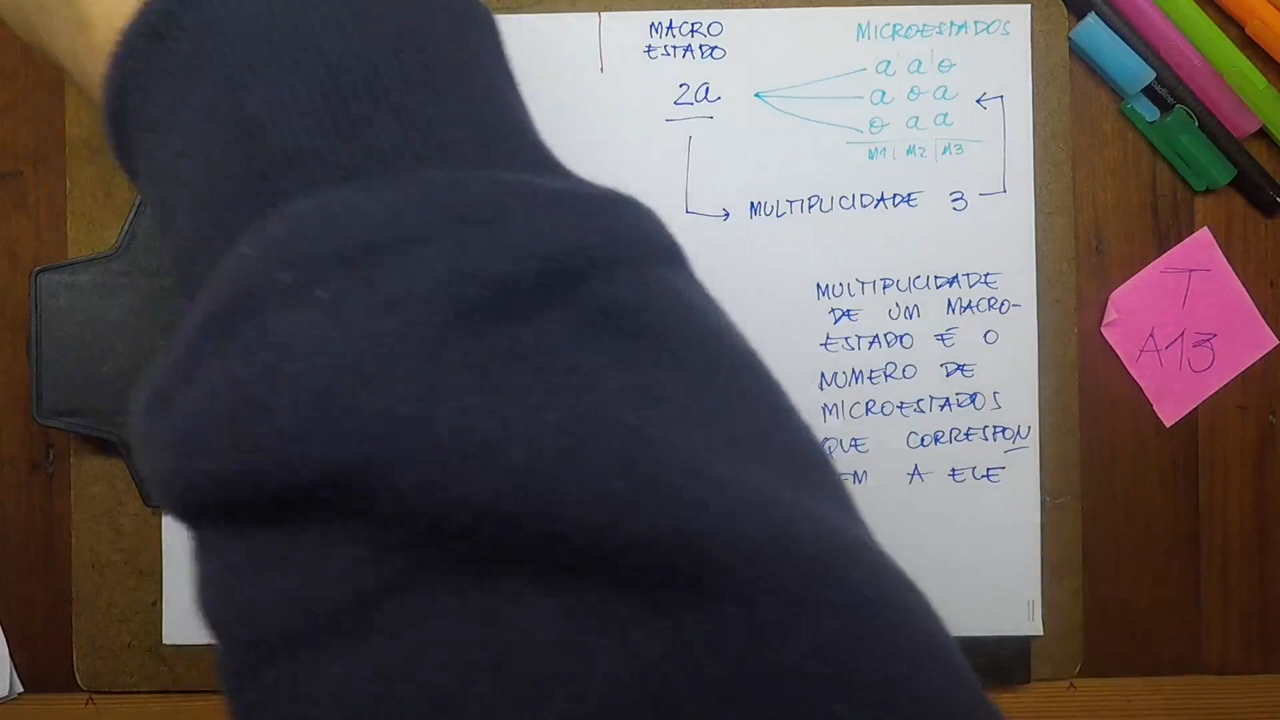 MACRO
ESTADO
2a
MICROESTADOS
a a o
a o a
o a a
M1 | M2 | M3
MULTIPLICIDADE 3
MULTIPLICIDADE
DE UM MACRO-
ESTADO É O
NUMERO DE
MICROESTADOS
QUE CORRESPON
A ELE
T
A13